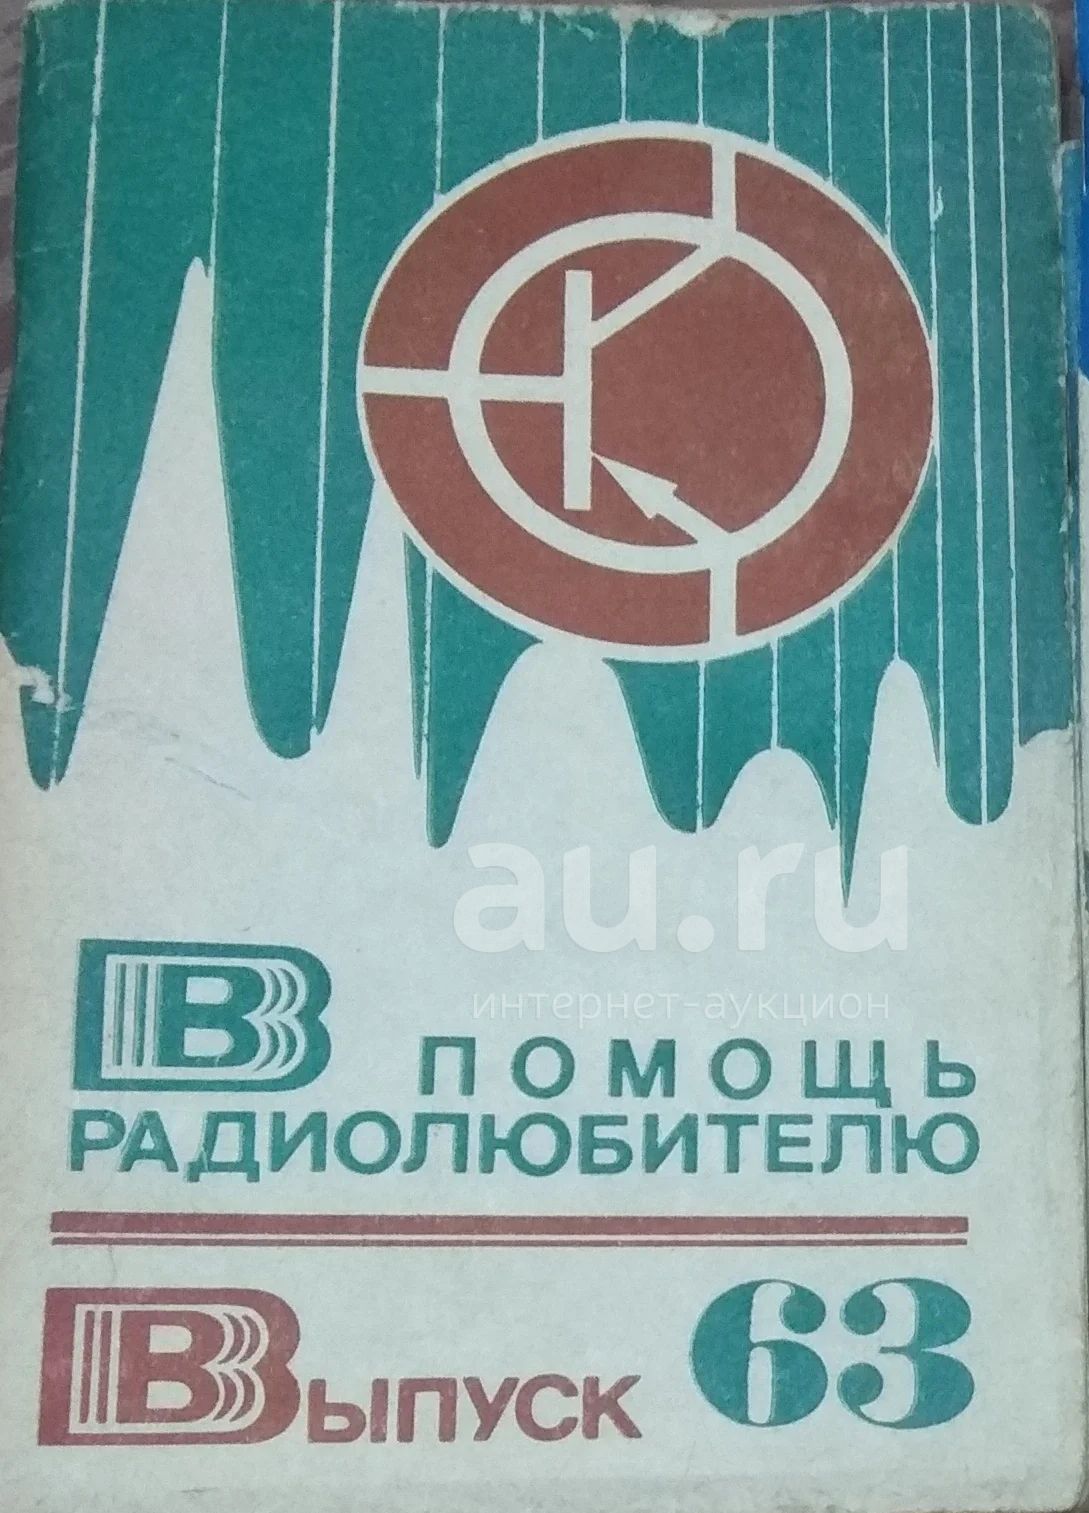 au.ru
интернет-аукцион
В ПОМОЩЬ
РАДИОЛЮБИТЕЛЮ
Выпуск 63